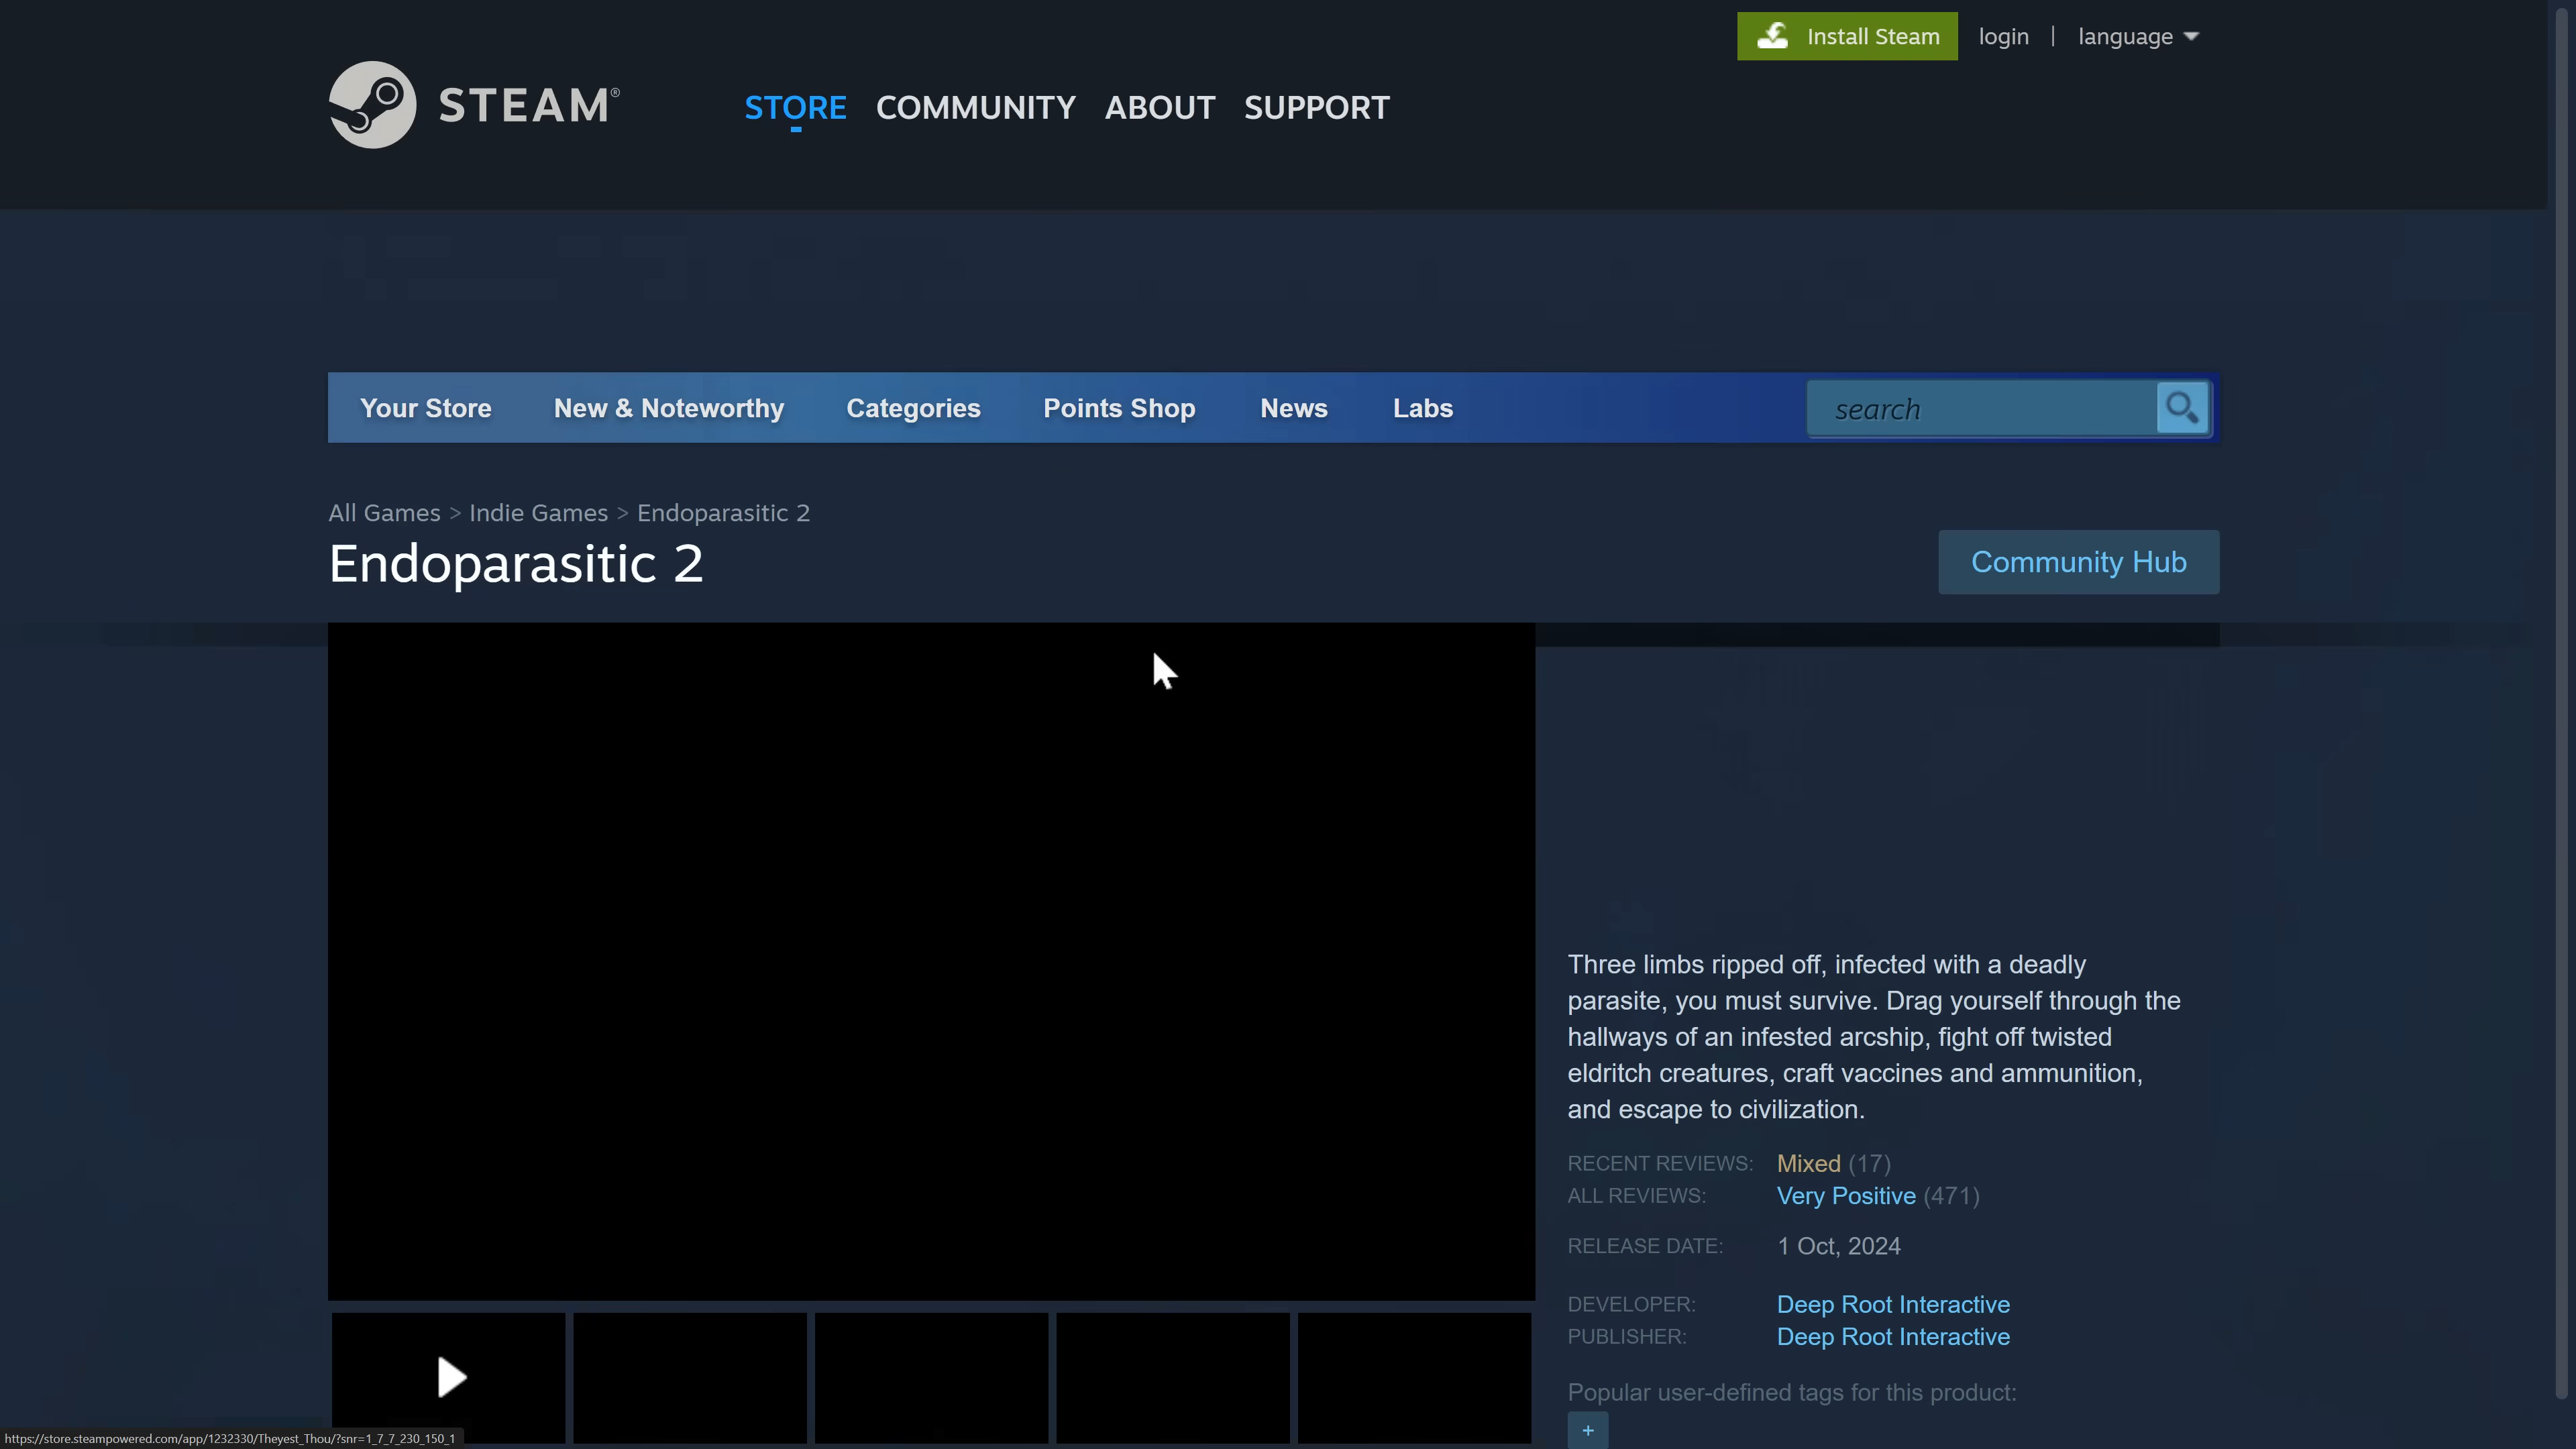 Install Steam login | language
STEAM®
STORE COMMUNITY ABOUT SUPPORT
Your Store New & Noteworthy Categories Points Shop News Labs search
All Games > Indie Games > Endoparasitic 2
Endoparasitic 2
Community Hub
Three limbs ripped off, infected with a deadly
parasite, you must survive. Drag yourself through the
hallways of an infested arcship, fight off twisted
eldritch creatures, craft vaccines and ammunition,
and escape to civilization.
RECENT REVIEWS: Mixed (17)
ALL REVIEWS: Very Positive (471)
RELEASE DATE: 1 Oct, 2024
DEVELOPER: Deep Root Interactive
PUBLISHER: Deep Root Interactive
Popular user-defined tags for this product:
+
https://store.steampowered.com/app/1232330/Theyest_Thou/?snr=1_7_7_230_150_1